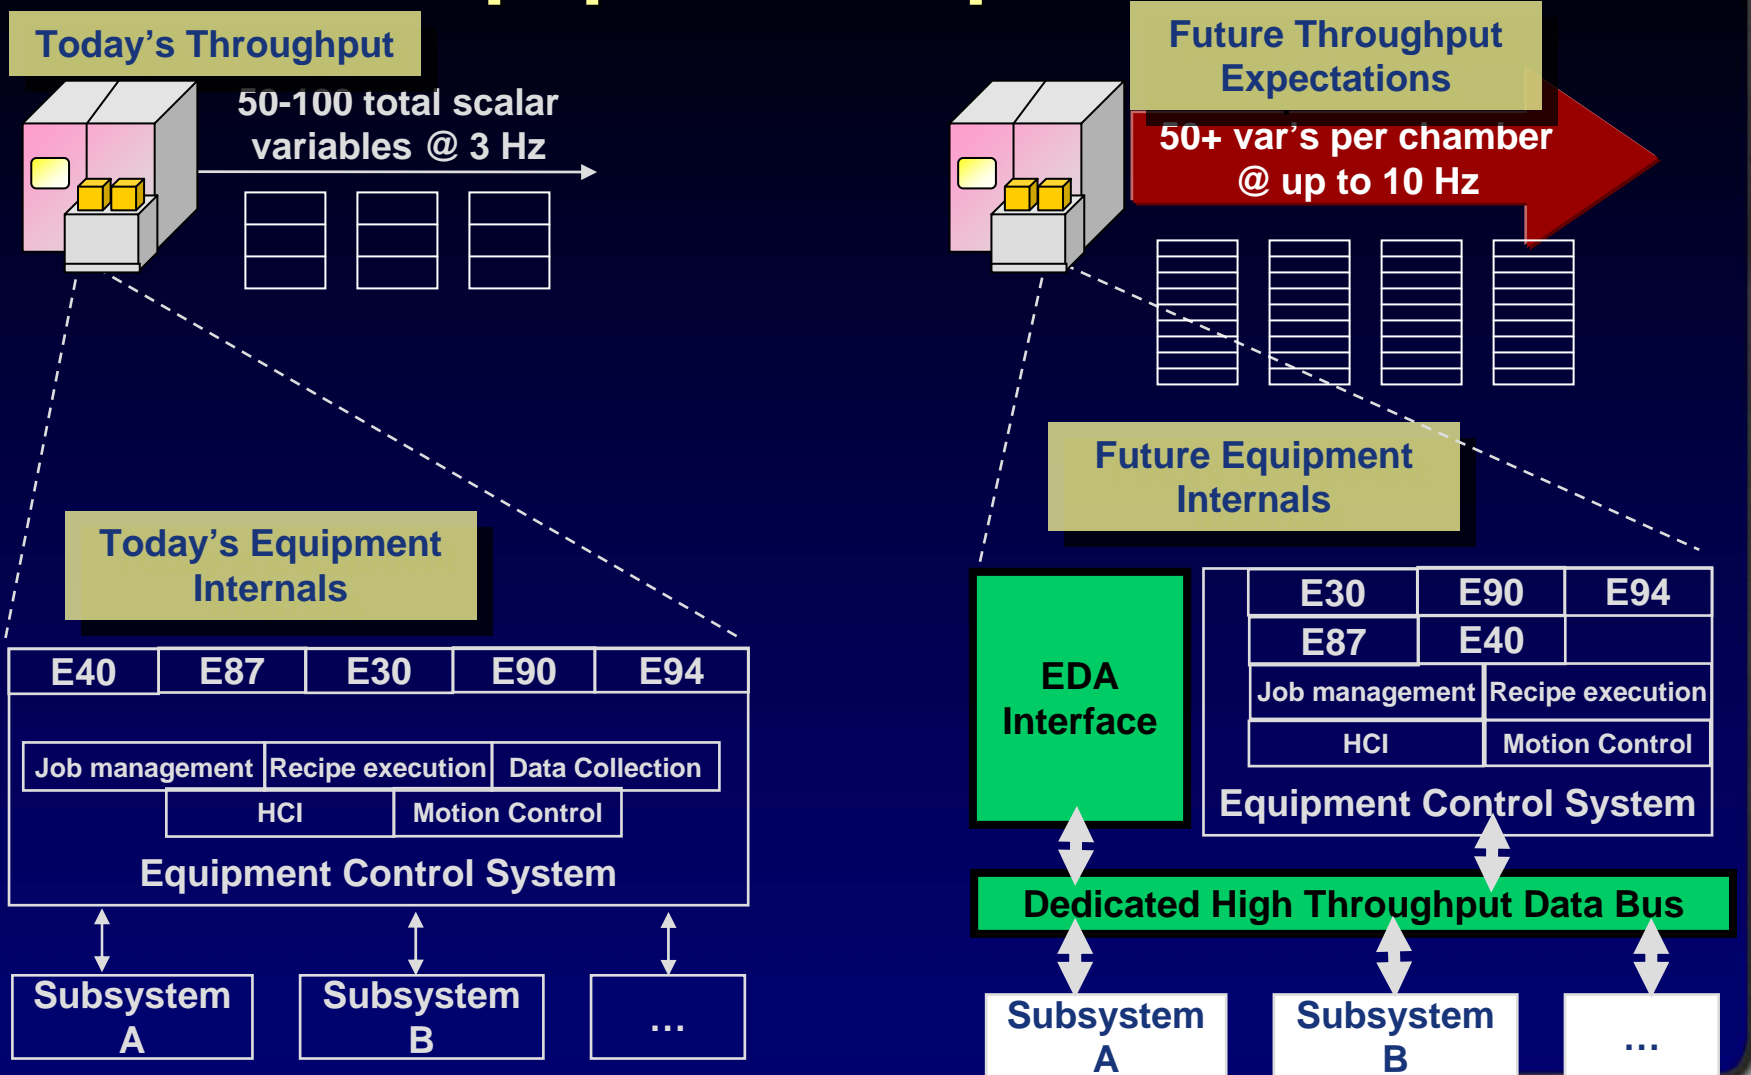 Today’s Throughput
50-100 total scalar
variables @ 3 Hz
Future Throughput
Expectations
50+ var’s per chamber
@ up to 10 Hz
Today’s Equipment
Internals
E40 E87 E30 E90 E94
Job management Recipe execution Data Collection
HCI Motion Control
Equipment Control System
Subsystem
A
Subsystem
B
...
Future Equipment
Internals
EDA
Interface
E30 E90 E94
E87 E40
Job management Recipe execution
HCI Motion Control
Equipment Control System
Dedicated High Throughput Data Bus
Subsystem
A
Subsystem
B
...